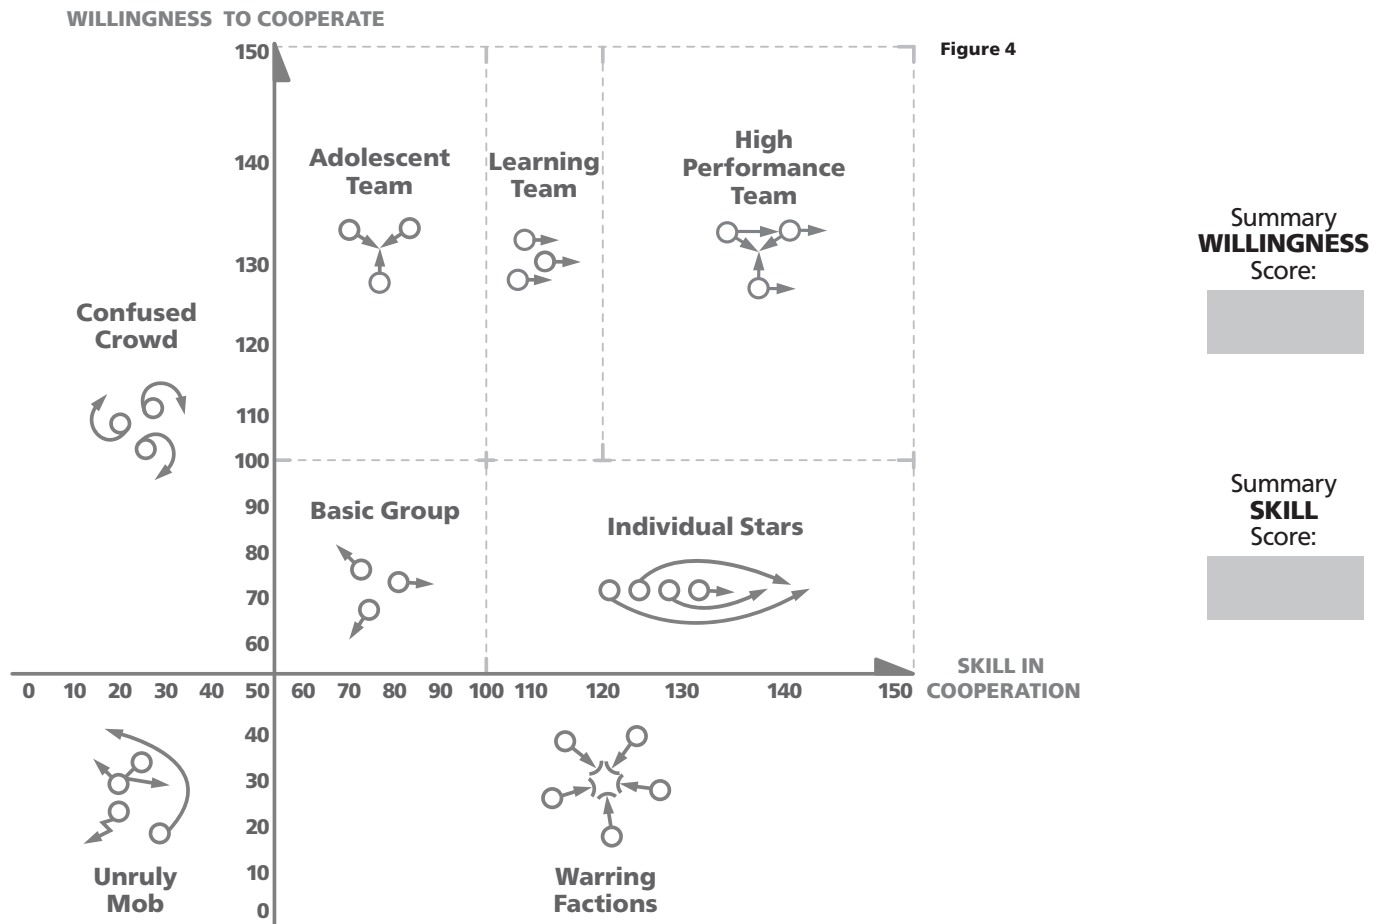 WILLINGNESS TO COOPERATE
Figure 4
150
140
130
120
110
100
90
80
70
60
Adolescent
Team
Learning
Team
High
Performance
Team
Confused
Crowd
Basic Group
Individual Stars
SKILL IN
COOPERATION
0 10 20 30 40 50 60 70 80 90 100 110 120 130 140 150
40
30
20
10
0
Unruly
Mob
Warring
Factions
Summary
WILLINGNESS
Score:
Summary
SKILL
Score: